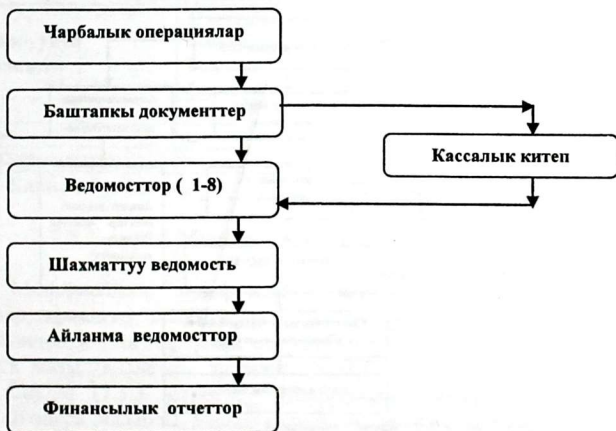 Чарбалык операциялар
Баштапкы документтер
Кассалык китеп
Ведомосттор ( 1-8)
Шахматтуу ведомость
Айланма ведомосттор
Финансылык отчеттор